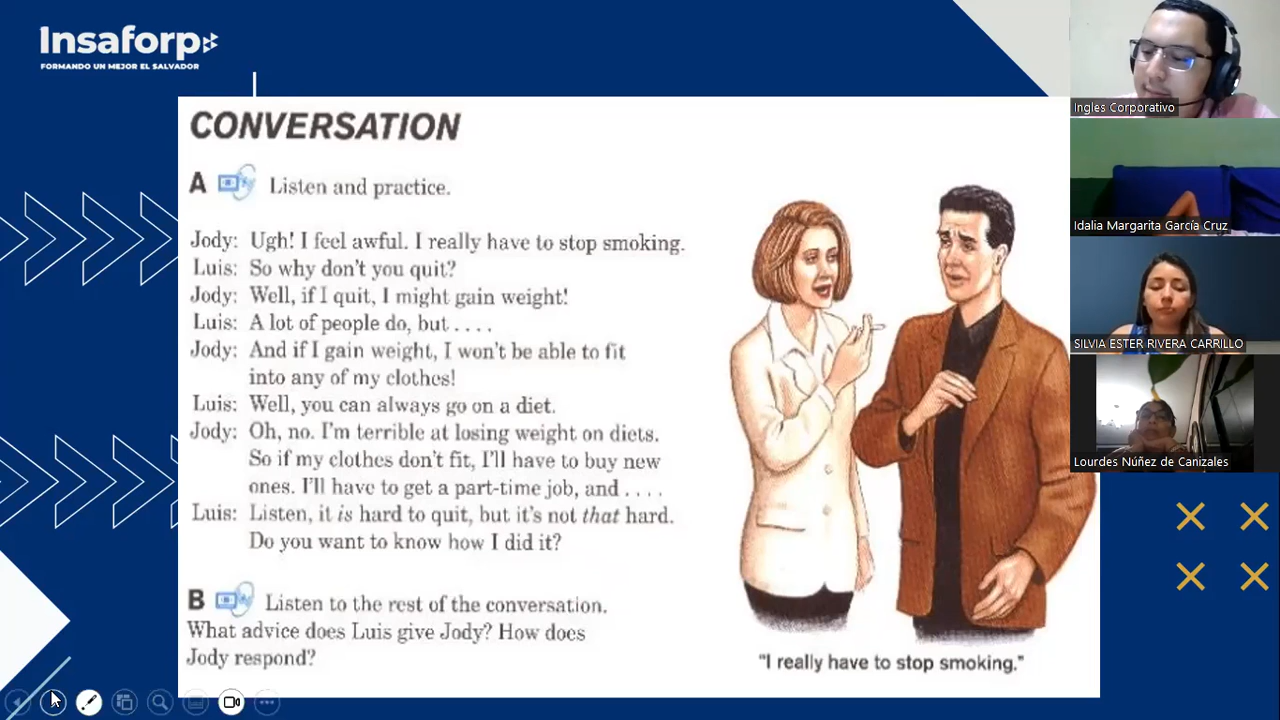 Insaforp
FORMANDO UN MEJOR EL SALVADOR
CONVERSATION
A Listen and practice.
Jody: Ugh! I feel awful. I really have to stop smoking.
Luis: So why don't you quit?
Jody: Well, if I quit, I might gain weight!
Luis: A lot of people do, but . . . .
Jody: And if I gain weight, I won't be able to fit
into any of my clothes!
Luis: Well, you can always go on a diet.
Jody: Oh, no. I'm terrible at losing weight on diets.
So if my clothes don't fit, I'll have to buy new
ones. I'll have to get a part-time job, and . . . .
Luis: Listen, it is hard to quit, but it's not that hard.
Do you want to know how I did it?
B Listen to the rest of the conversation.
What advice does Luis give Jody? How does
Jody respond?
"I really have to stop smoking."
Ingles Corporativo
Idalia Margarita García Cruz
SILVIA ESTER RIVERA CARRILLO
Lourdes Núñez de Canizales